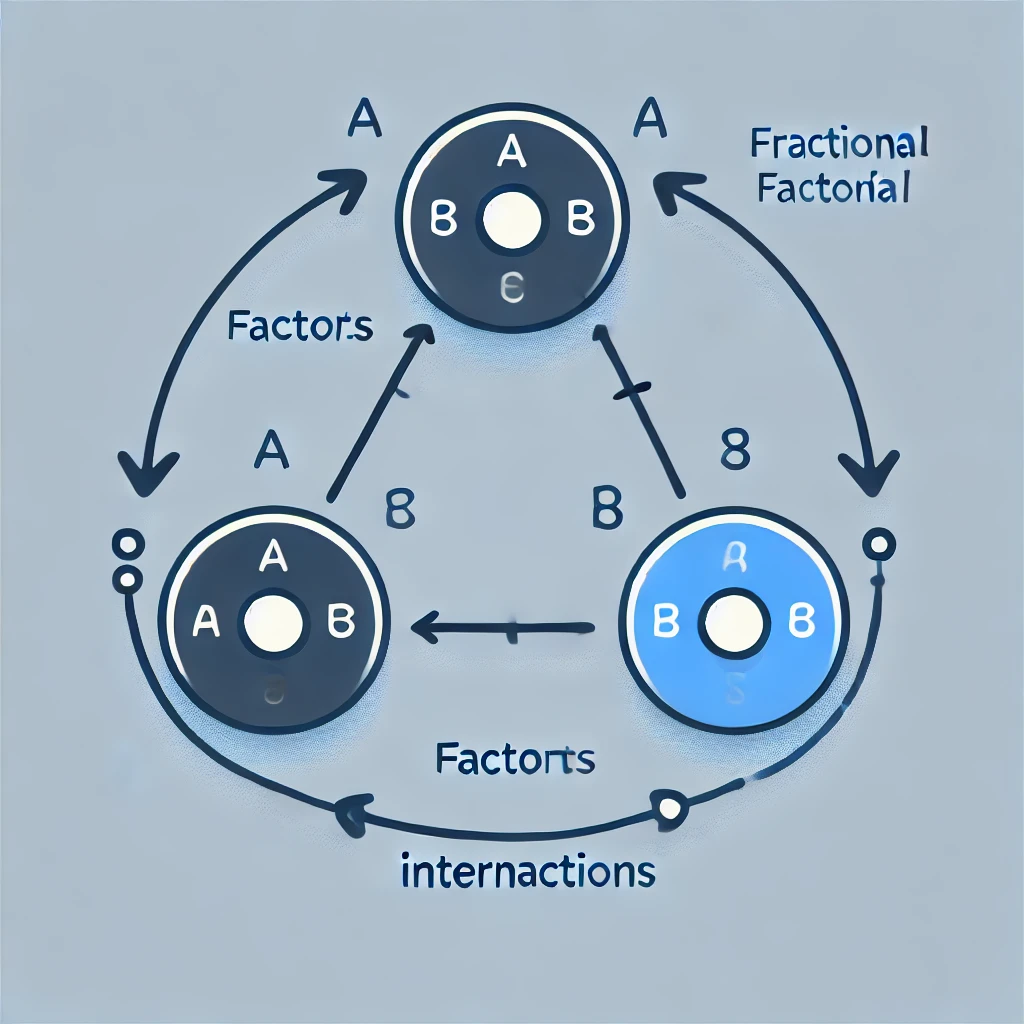 A
A
Fractional
Factorial
A
B B
Factors
A
8
B
B
A
A B
B B
Factorts
internactions